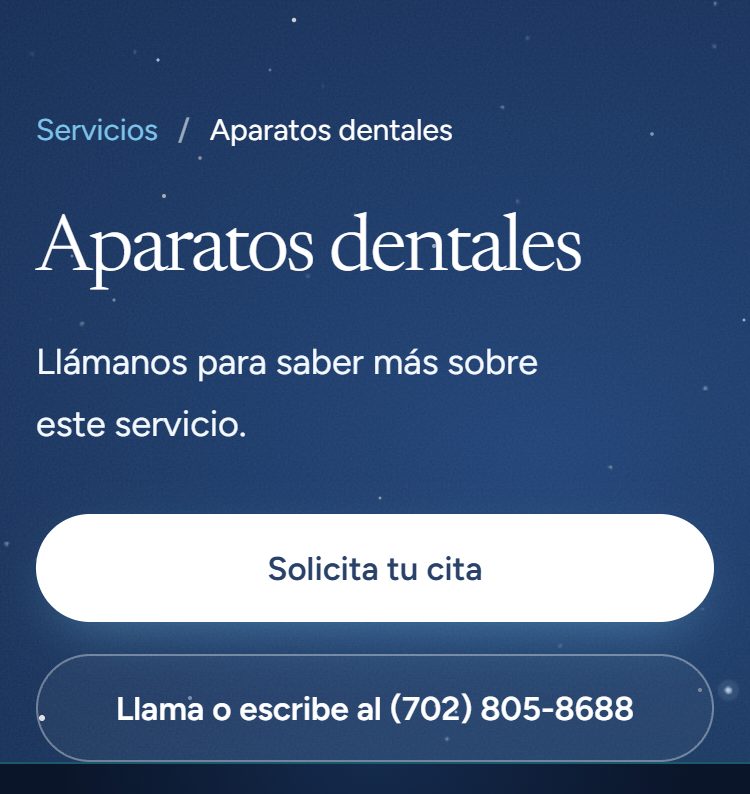 Servicios / Aparatos dentales
Aparatos dentales
Llámanos para saber más sobre
este servicio.
Solicita tu cita
Llama o escribe al (702) 805-8688